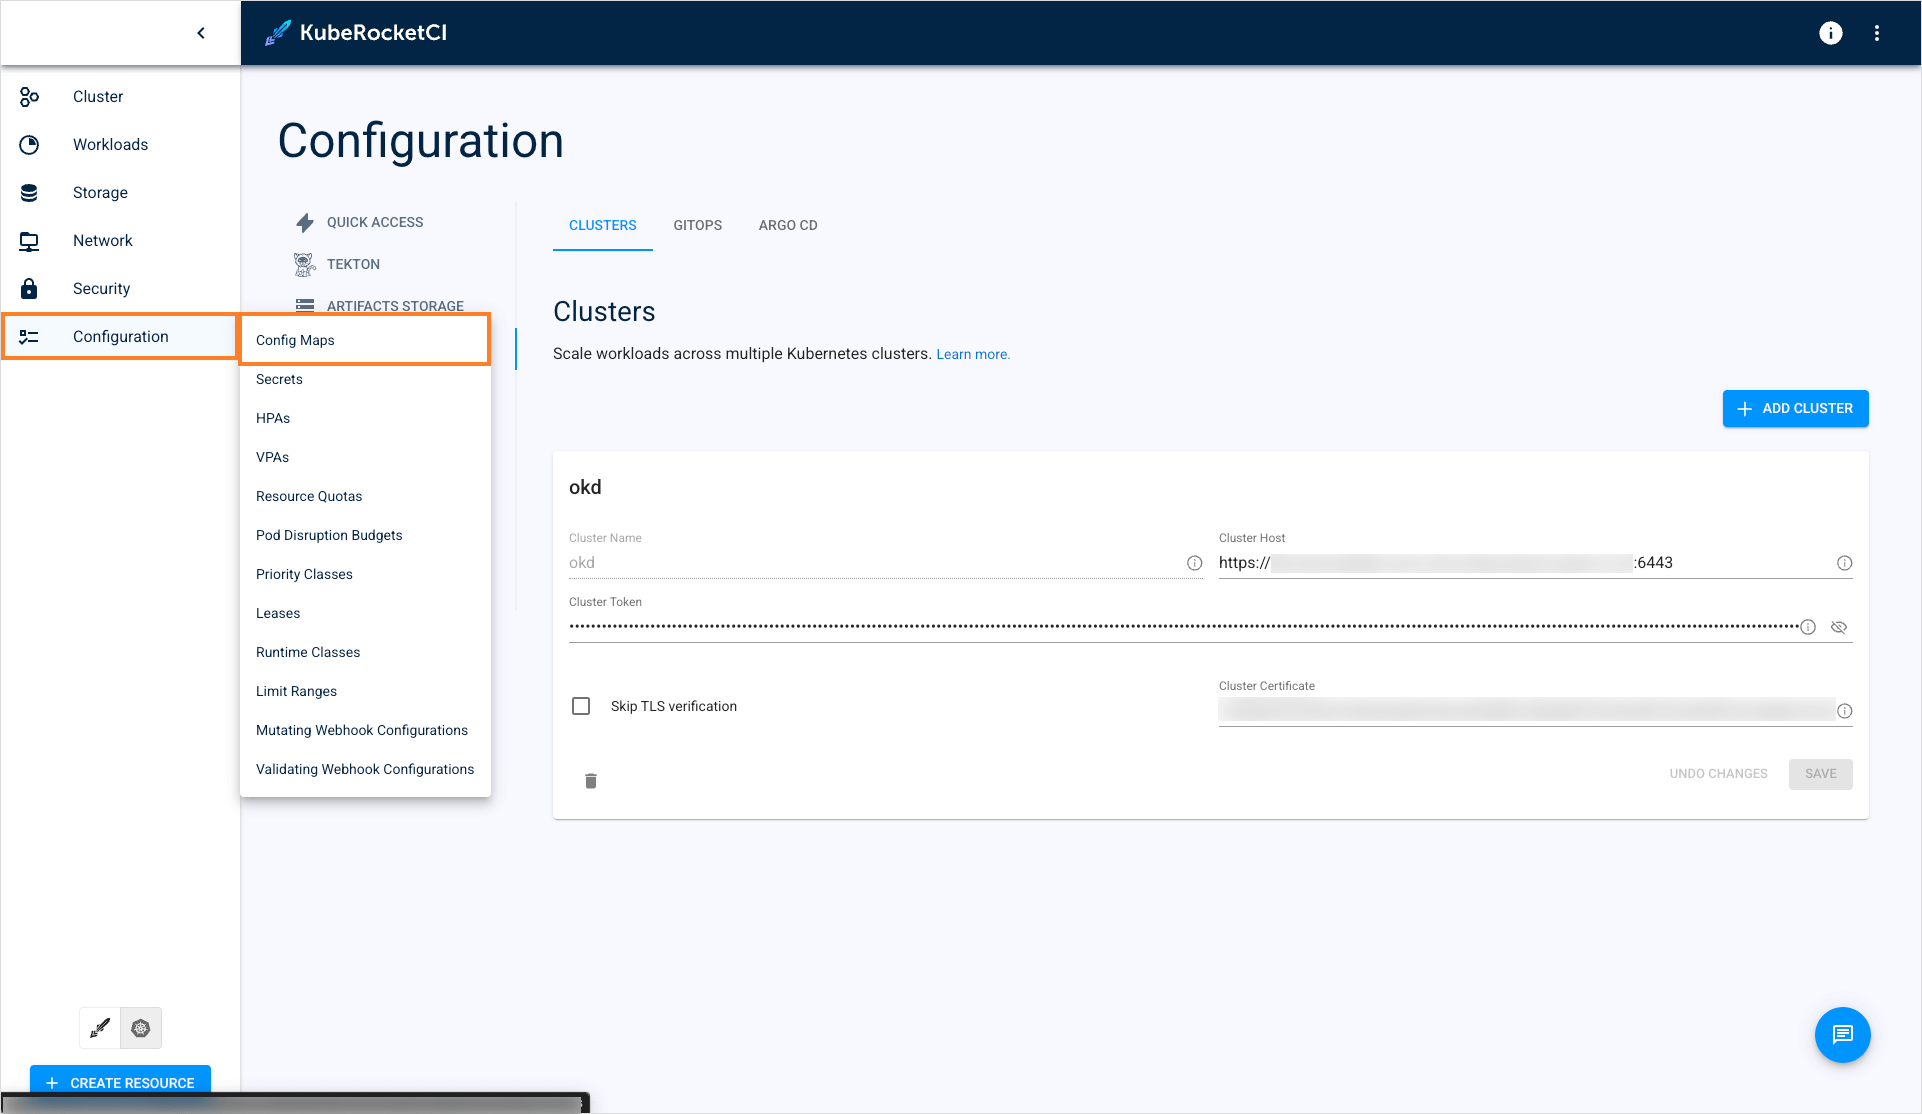 KubeRocketCI
Cluster
Workloads
Storage
Network
Security
Configuration
Configuration
QUICK ACCESS
TEKTON
ARTIFACTS STORAGE
Config Maps
Secrets
HPAs
VPAs
Resource Quotas
Pod Disruption Budgets
Priority Classes
Leases
Runtime Classes
Limit Ranges
Mutating Webhook Configurations
Validating Webhook Configurations
CLUSTERS GITOPS ARGO CD
Clusters
Scale workloads across multiple Kubernetes clusters. Learn more.
ADD CLUSTER
okd
Cluster Name
okd
Cluster Host
https:// :6443
Cluster Token
Skip TLS verification
Cluster Certificate
UNDO CHANGES SAVE
CREATE RESOURCE